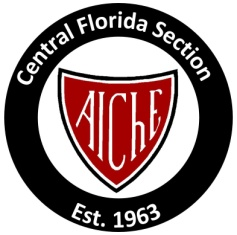 Central Florida Section
AIChE
Est. 1963